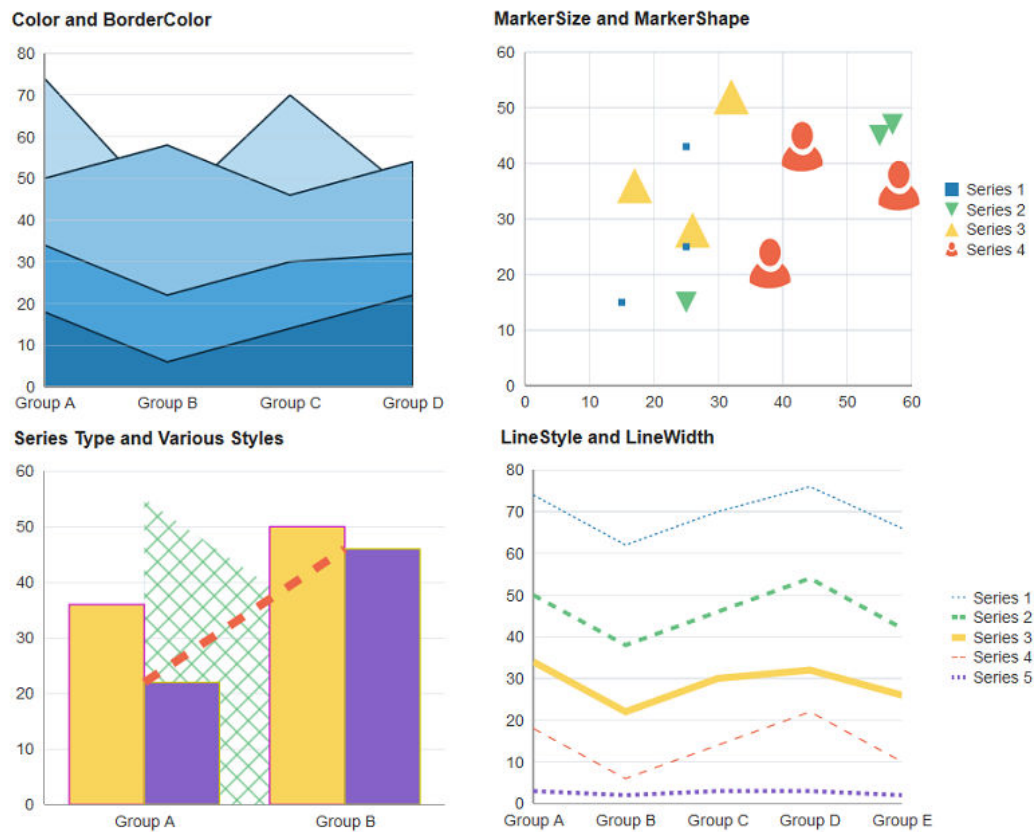 Color and BorderColor
80
70
60
50
40
30
20
10
0
Group A Group B Group C Group D
MarkerSize and MarkerShape
60
50
40
30
20
10
0
0 10 20 30 40 50 60
Series 1
Series 2
Series 3
Series 4
Series Type and Various Styles
60
50
40
30
20
10
0
Group A Group B
LineStyle and LineWidth
80
70
60
50
40
30
20
10
0
Group A Group B Group C Group D Group E
Series 1
Series 2
Series 3
Series 4
Series 5